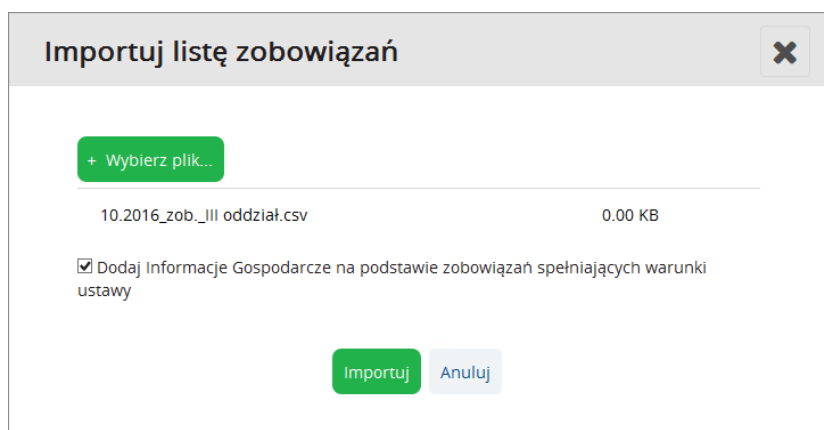 Importuj listę zobowiązań
+ Wybierz plik...
10.2016_zob._III oddział.csv 0.00 KB
Dodaj Informacje Gospodarcze na podstawie zobowiązań spełniających warunki
ustawy
Importuj Anuluj